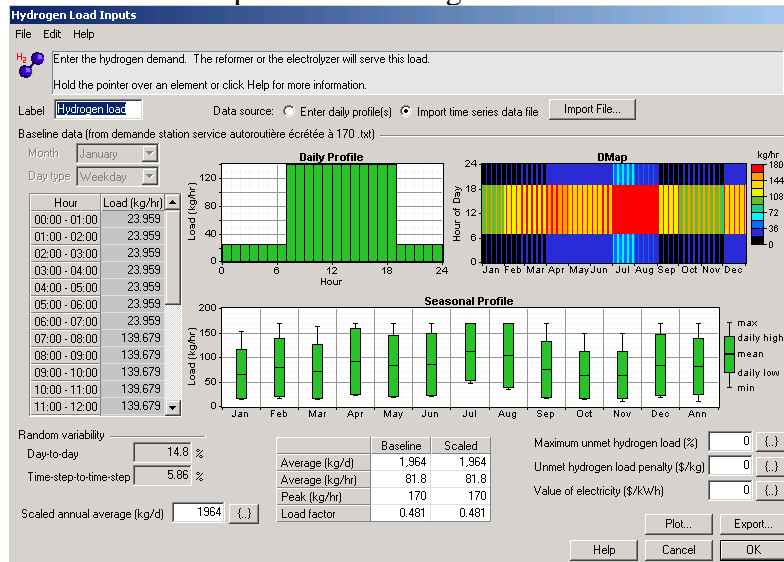 Hydrogen Load Inputs
File Edit Help
H2
Enter the hydrogen demand. The reformer or the electrolyzer will serve this load.
Hold the pointer over an element or click Help for more information.
Label Hydrogen load Data source: Enter daily profile(s) Import time series data file Import File...
Baseline data (from demande station service autoroutière écrétée à 170 .txt)
Month January
Day type Weekday
Hour Load (kg/hr)
00:00 - 01:00 23.959
01:00 - 02:00 23.959
02:00 - 03:00 23.959
03:00 - 04:00 23.959
04:00 - 05:00 23.959
05:00 - 06:00 23.959
06:00 - 07:00 23.959
07:00 - 08:00 139.679
08:00 - 09:00 139.679
09:00 - 10:00 139.679
10:00 - 11:00 139.679
11:00 - 12:00 139.679
Daily Profile
Load (kg/hr)
120
80
40
0
0 6 12 18 24
Hour
DMap
Hour of Day
24
18
12
6
0
Jan Feb Mar Apr May Jun Jul Aug Sep Oct Nov Dec
kg/hr
180
144
108
72
36
0
Seasonal Profile
Load (kg/hr)
200
150
100
50
0
Jan Feb Mar Apr May Jun Jul Aug Sep Oct Nov Dec Ann
max
daily high
mean
daily low
min
Random variability
Day-to-day 14.8 %
Time-step-to-time-step 5.86 %
Scaled annual average (kg/d) 1964 {..}
Baseline Scaled
Average (kg/d) 1,964 1,964
Average (kg/hr) 81.8 81.8
Peak (kg/hr) 170 170
Load factor 0.481 0.481
Maximum unmet hydrogen load (%) 0 {..}
Unmet hydrogen load penalty ($/kg) 0 {..}
Value of electricity ($/kWh) 0 {..}
Plot... Export...
Help Cancel OK